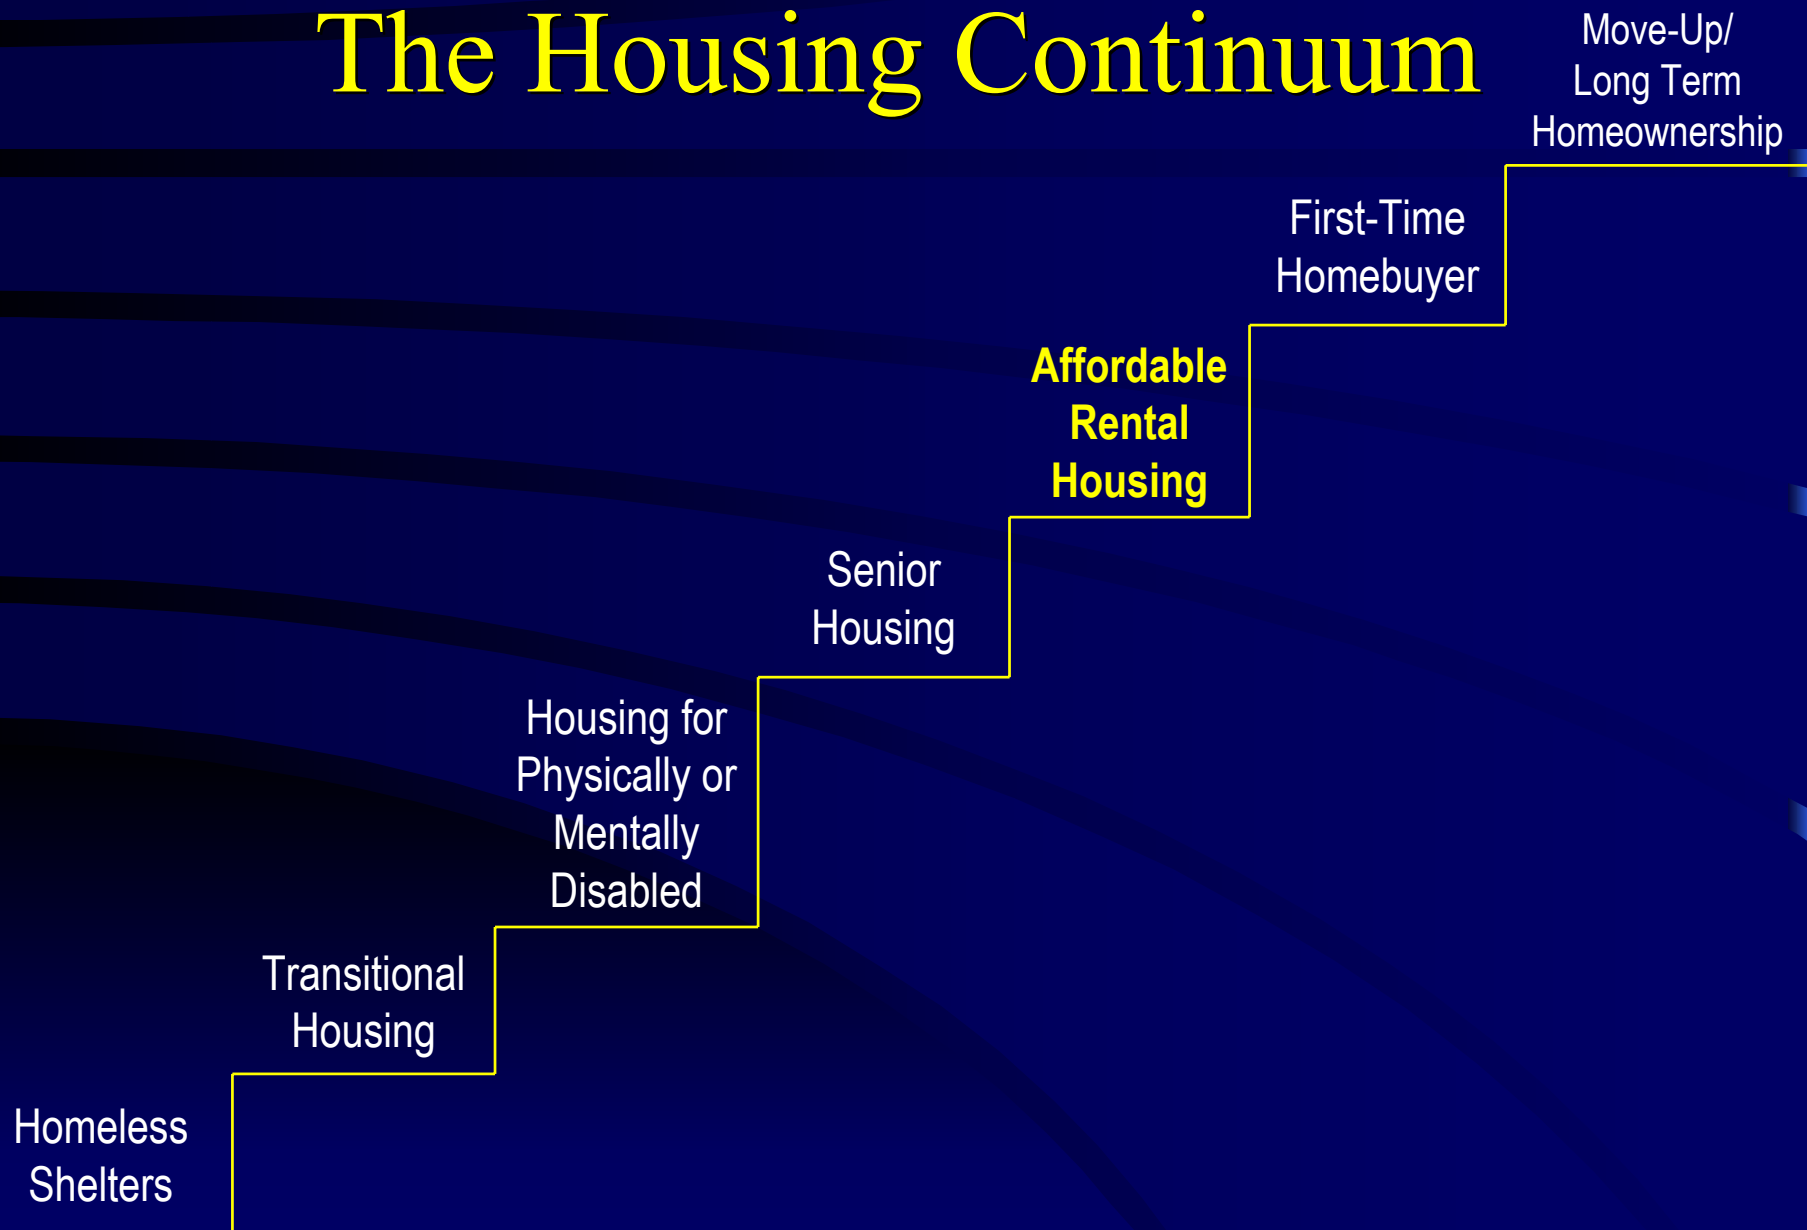 The Housing Continuum
Move-Up/
Long Term
Homeownership
First-Time
Homebuyer
Affordable
Rental
Housing
Senior
Housing
Housing for
Physically or
Mentally
Disabled
Transitional
Housing
Homeless
Shelters